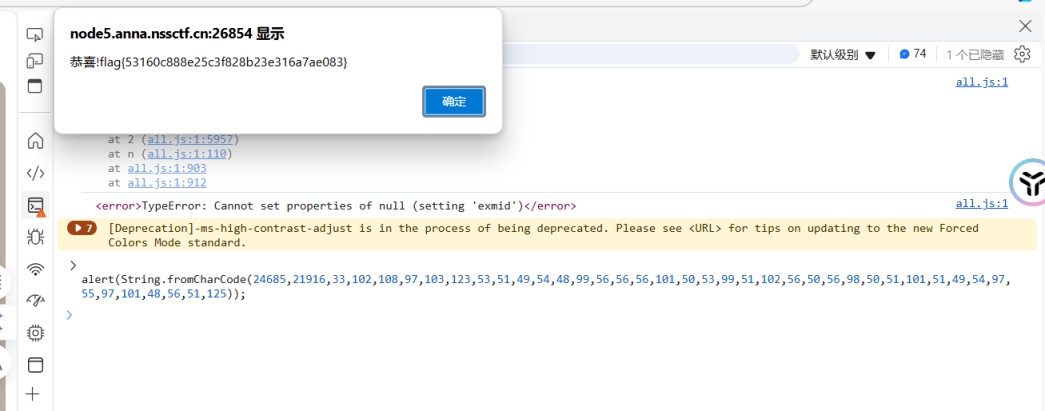 node5.anna.nssctf.cn:26854 显示
恭喜!flag{53160c888e25c3f828b23e316a7ae083}
确定
默认级别
74
1 个已隐藏
all.js:1
at 2 (all.js:1:5957)
at n (all.js:1:110)
at all.js:1:903
at all.js:1:912
<error>TypeError: Cannot set properties of null (setting 'exmid')</error>
all.js:1
7
[Deprecation]-ms-high-contrast-adjust is in the process of being deprecated. Please see <URL> for tips on updating to the new Forced
Colors Mode standard.
alert(String.fromCharCode(24685,21916,33,102,108,97,103,123,53,51,49,54,48,99,56,56,56,101,50,53,99,51,102,56,50,56,98,50,51,101,51,49,54,97,
55,97,101,48,56,51,125));